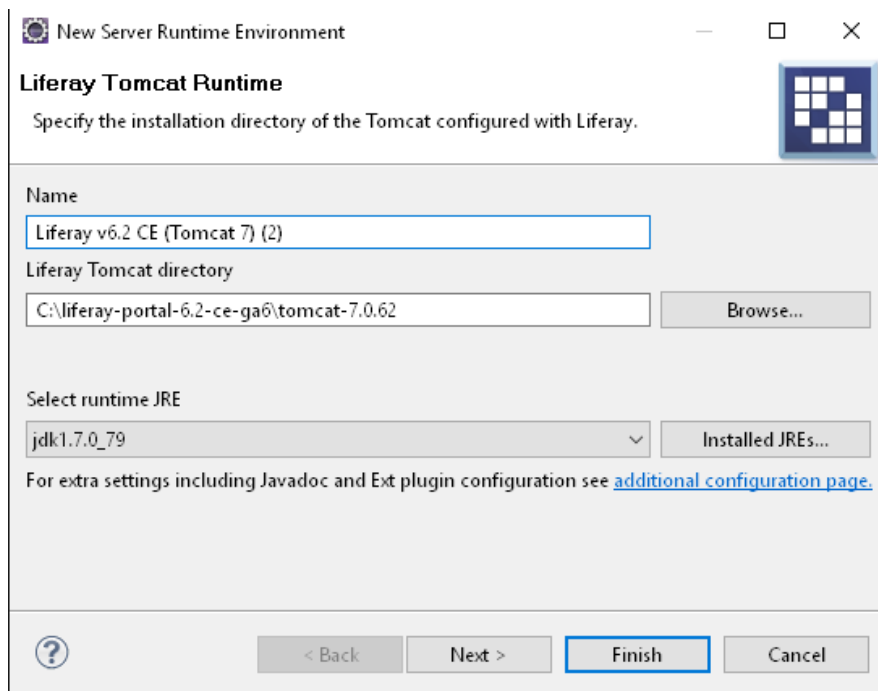 New Server Runtime Environment
Liferay Tomcat Runtime
Specify the installation directory of the Tomcat configured with Liferay.
Name
Liferay v6.2 CE (Tomcat 7) (2)
Liferay Tomcat directory
C:\liferay-portal-6.2-ce-ga6\tomcat-7.0.62
Browse...
Select runtime JRE
jdk1.7.0_79
Installed JREs...
For extra settings including Javadoc and Ext plugin configuration see additional configuration page.
?
< Back
Next >
Finish
Cancel